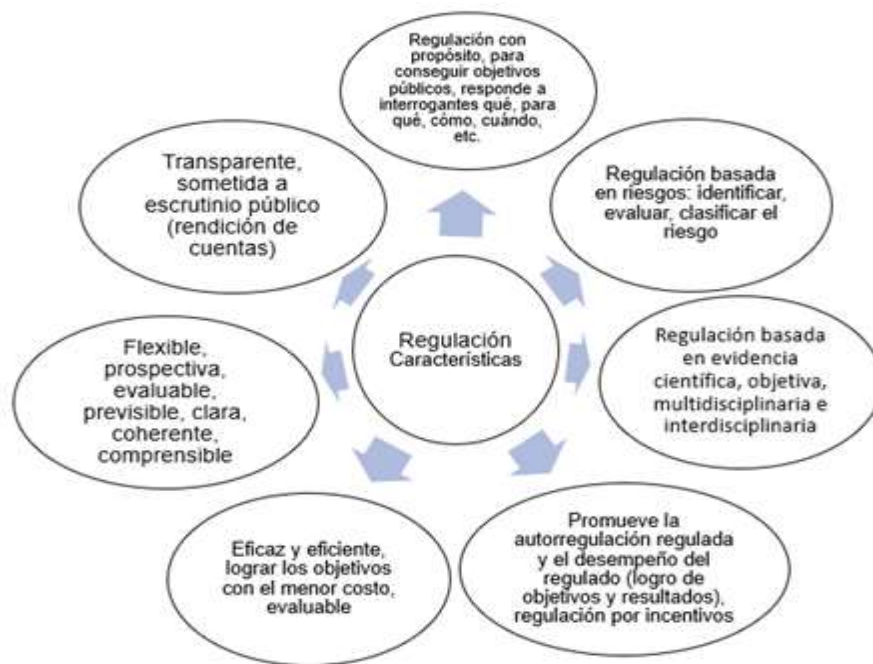 Regulación con
propósito, para
conseguir objetivos
públicos, responde a
interrogantes qué, para
qué, cómo, cuándo,
etc.
Regulación basada
en riesgos: identificar,
evaluar, clasificar el
riesgo
Regulación basada
en evidencia
científica, objetiva,
multidisciplinaria e
interdisciplinaria
Promueve la
autorregulación regulada
y el desempeño del
regulado (logro de
objetivos y resultados),
regulación por incentivos
Eficaz y eficiente,
lograr los objetivos
con el menor costo,
evaluable
Flexible,
prospectiva,
evaluable,
previsible, clara,
coherente,
comprensible
Transparente,
sometida a
escrutinio público
(rendición de
cuentas)
Regulación
Características